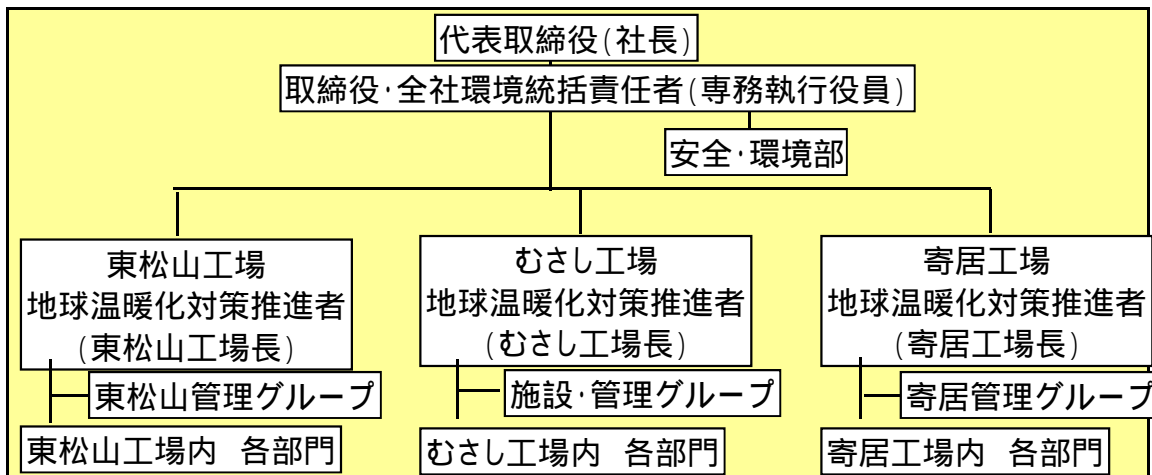 代表取締役(社長)
取締役・全社環境統括責任者(専務執行役員)
安全・環境部
東松山工場
地球温暖化対策推進者
(東松山工場長)
東松山管理グループ
東松山工場内 各部門
むさし工場
地球温暖化対策推進者
(むさし工場長)
施設・管理グループ
むさし工場内 各部門
寄居工場
地球温暖化対策推進者
(寄居工場長)
寄居管理グループ
寄居工場内 各部門